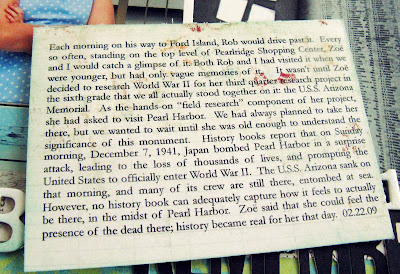 Each morning on his way to Ford Island, Rob would drive past it. Every
so often, standing on the top level of Pearlridge Shopping Center, Zoë
and I would catch a glimpse of it. Both Rob and I had visited it when we
were younger, but had only vague memories of it. It wasn't until Zoë
decided to research World War II for her third quarter research project in
the sixth grade that we all actually stood together on it: the U.S.S. Arizona
Memorial. As the hands-on "field research" component of her project,
she had asked to visit Pearl Harbor. We had always planned to take her
there, but we wanted to wait until she was old enough to understand the
significance of this monument. History books report that on Sunday
morning, December 7, 1941, Japan bombed Pearl Harbor in a surprise
attack, leading to the loss of thousands of lives, and prompting the
United States to officially enter World War II. The U.S.S. Arizona sank on
that morning, and many of its crew are still there, entombed at sea.
However, no history book can adequately capture how it feels to actually
be there, in the midst of Pearl Harbor. Zoë said that she could feel the
presence of the dead there; history became real for her that day. 02.22.09